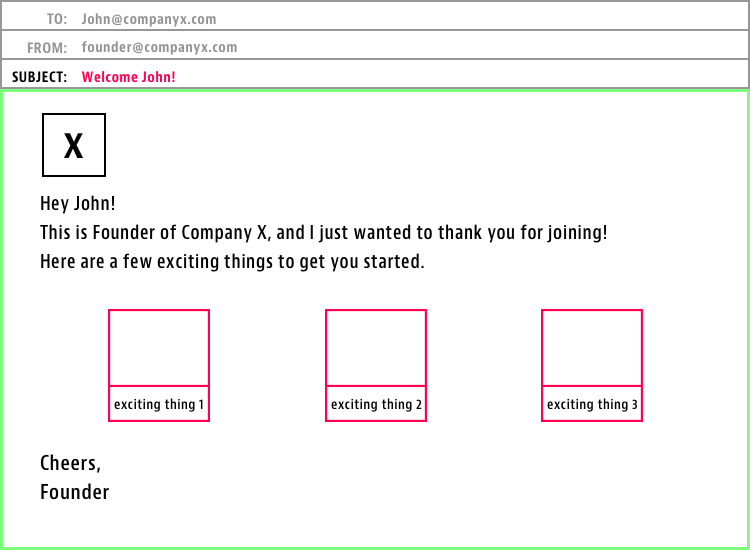 TO: John@companyx.com
FROM: founder@companyx.com
SUBJECT: Welcome John!
X
Hey John!
This is Founder of Company X, and I just wanted to thank you for joining!
Here are a few exciting things to get you started.
exciting thing 1 exciting thing 2 exciting thing 3
Cheers,
Founder